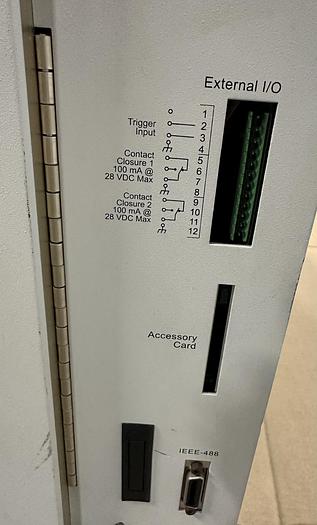 External I/O
1
Trigger 2
Input 3
4
Contact 5
Closure 1 6
100 mA @ 7
28 VDC Max 8
Contact 9
Closure 2 10
100 mA @ 11
28 VDC Max 12
Accessory
Card
IEEE-488